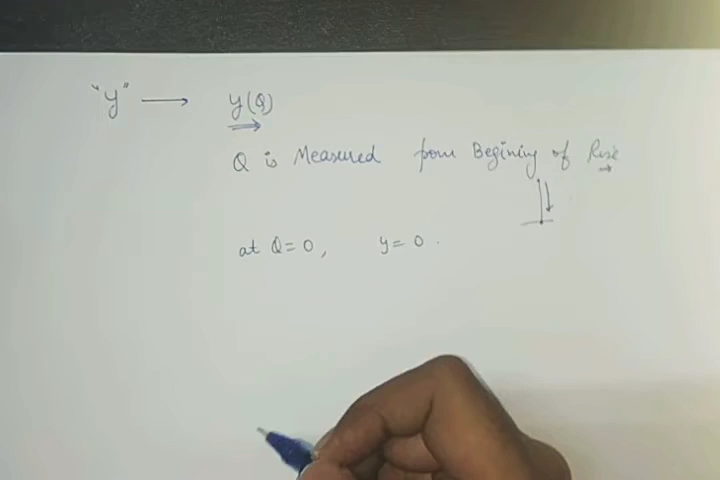 "y" → y(Q)
Q is Measured from Begining of Rise
at Q=0, y=0.